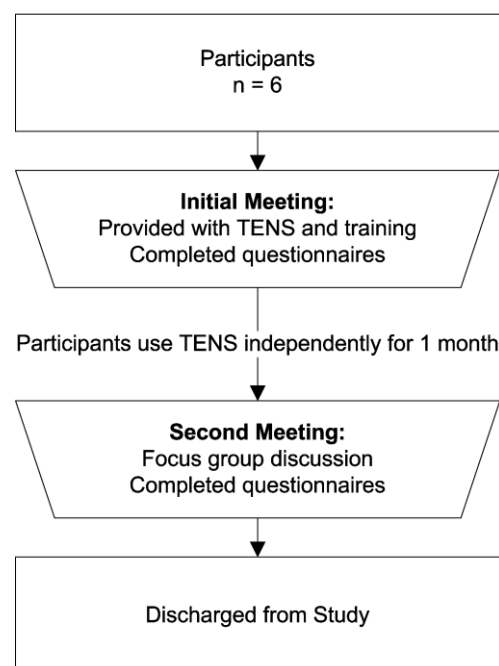 Participants
n = 6
Initial Meeting:
Provided with TENS and training
Completed questionnaires
Participants use TENS independently for 1 month
Second Meeting:
Focus group discussion
Completed questionnaires
Discharged from Study